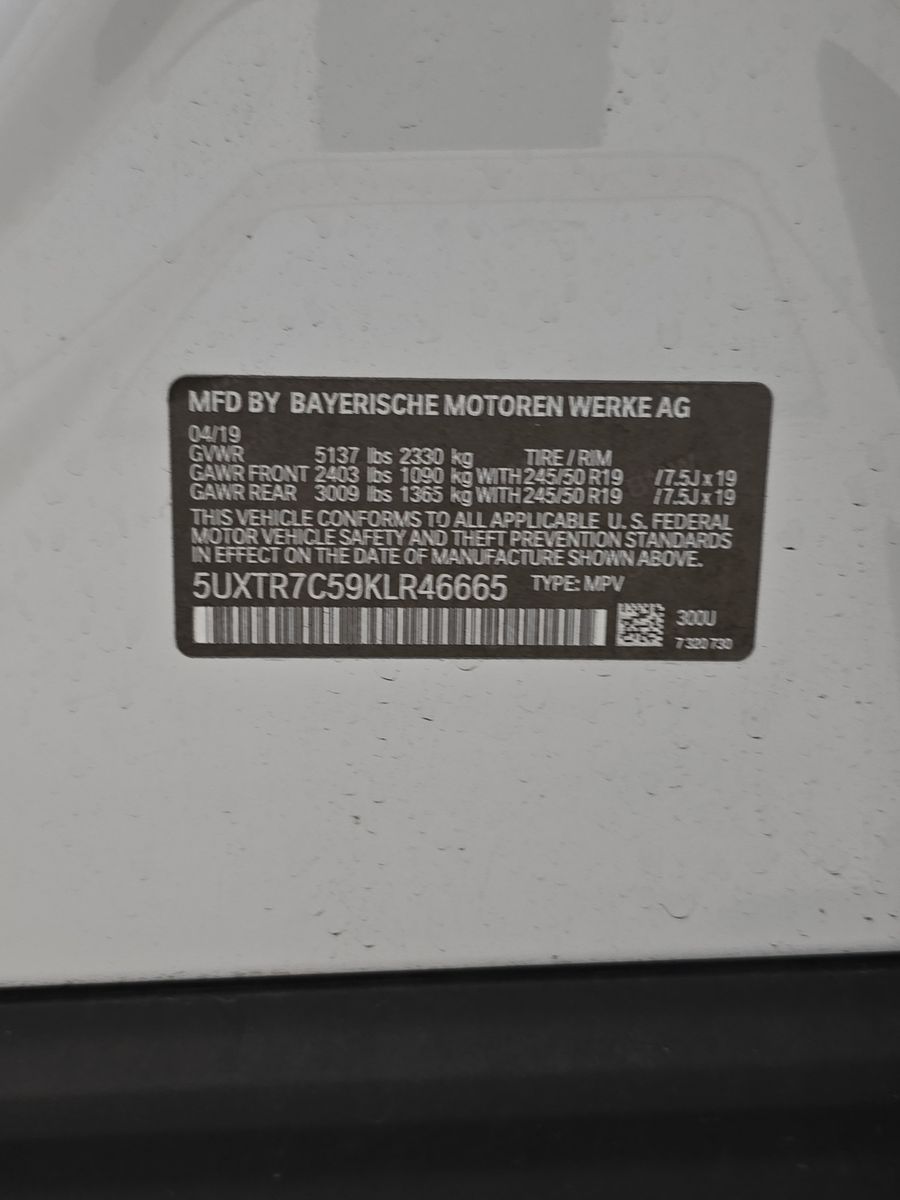 MFD BY BAYERISCHE MOTOREN WERKE AG
04/19
GVWR 5137 lbs 2330 kg TIRE / RIM
GAWR FRONT 2403 lbs 1090 kg WITH 245/50 R19 /7.5J x 19
GAWR REAR 3009 lbs 1365 kg WITH 245/50 R19 /7.5J x 19
THIS VEHICLE CONFORMS TO ALL APPLICABLE U. S. FEDERAL
MOTOR VEHICLE SAFETY AND THEFT PREVENTION STANDARDS
IN EFFECT ON THE DATE OF MANUFACTURE SHOWN ABOVE.
5UXTR7C59KLR46665 TYPE: MPV
300U
7 320 730